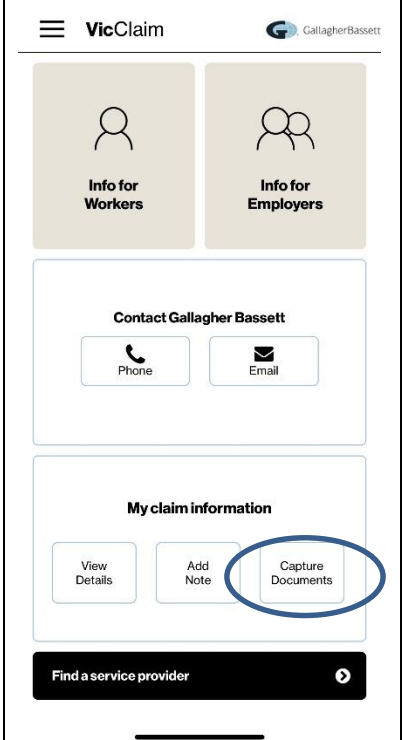 VicClaim
GallagherBassett
Info for
Workers
Info for
Employers
Contact Gallagher Bassett
Phone
Email
My claim information
View
Details
Add
Note
Capture
Documents
Find a service provider